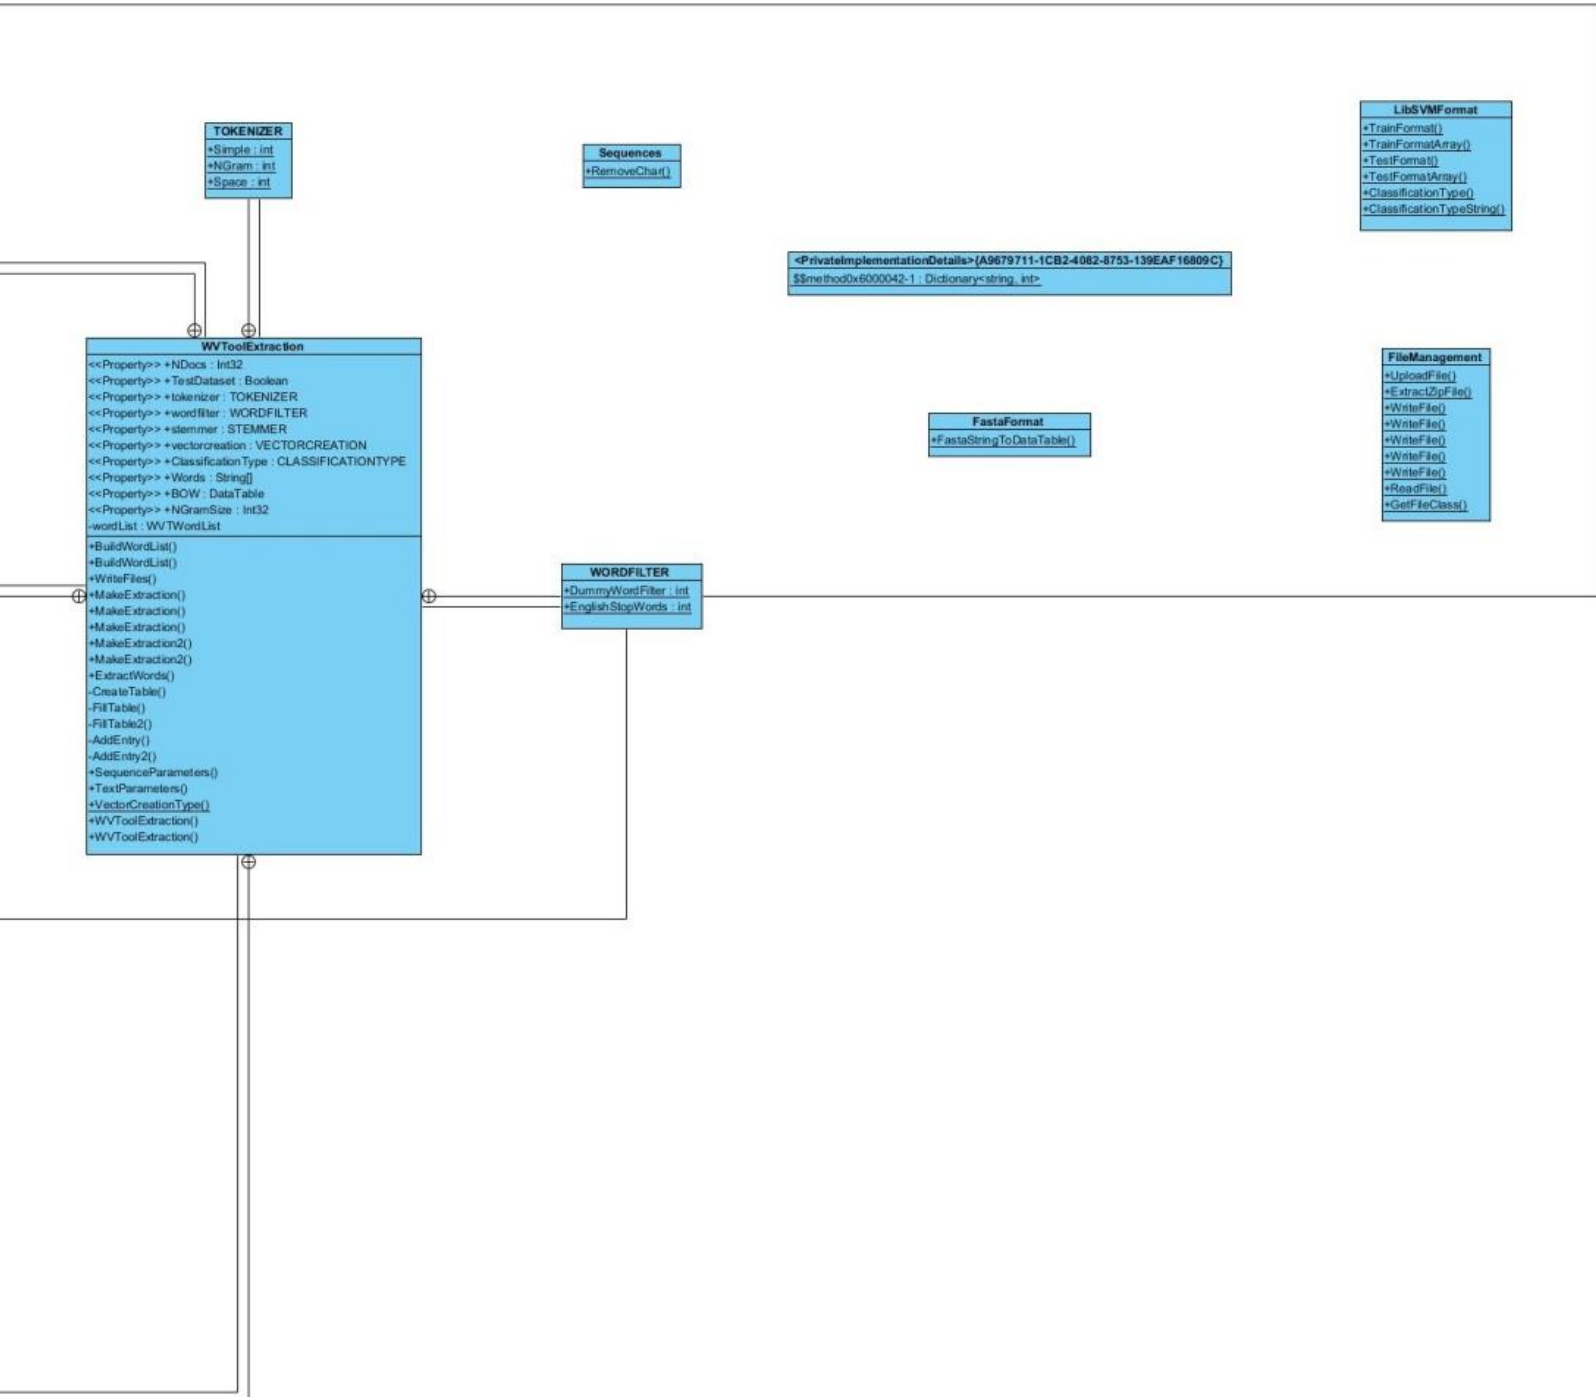 TOKENIZER
+Simple : int
+NGram : int
+Space : int
Sequences
+RemoveChar()
LibSVMFormat
+TrainFormat()
+TrainFormatArray()
+TestFormat()
+TestFormatArray()
+ClassificationType()
+ClassificationTypeString()
<PrivateImplementationDetails>{A9679711-1CB2-4082-8753-139EAF16809C}
$$method0x6000042-1 : Dictionary<string, int>
WVToolExtraction
<<Property>> +NDocs : Int32
<<Property>> +TestDataset : Boolean
<<Property>> +tokenizer : TOKENIZER
<<Property>> +wordfilter : WORDFILTER
<<Property>> +stemmer : STEMMER
<<Property>> +vectorcreation : VECTORCREATION
<<Property>> +ClassificationType : CLASSIFICATIONTYPE
<<Property>> +Words : String[]
<<Property>> +BOW : DataTable
<<Property>> +NGramSize : Int32
-wordList : WVTWordList
+BuildWordList()
+BuildWordList()
+WriteFiles()
+MakeExtraction()
+MakeExtraction()
+MakeExtraction()
+MakeExtraction2()
+MakeExtraction2()
+ExtractWords()
-CreateTable()
-FillTable()
-FillTable2()
-AddEntry()
-AddEntry2()
+SequenceParameters()
+TextParameters()
+VectorCreationType()
+WVToolExtraction()
+WVToolExtraction()
FileManagement
+UploadFile()
+ExtractZipFile()
+WriteFile()
+WriteFile()
+WriteFile()
+WriteFile()
+WriteFile()
+ReadFile()
+GetFileClass()
FastaFormat
+FastaStringToDataTable()
WORDFILTER
+DummyWordFilter : int
+EnglishStopWords : int